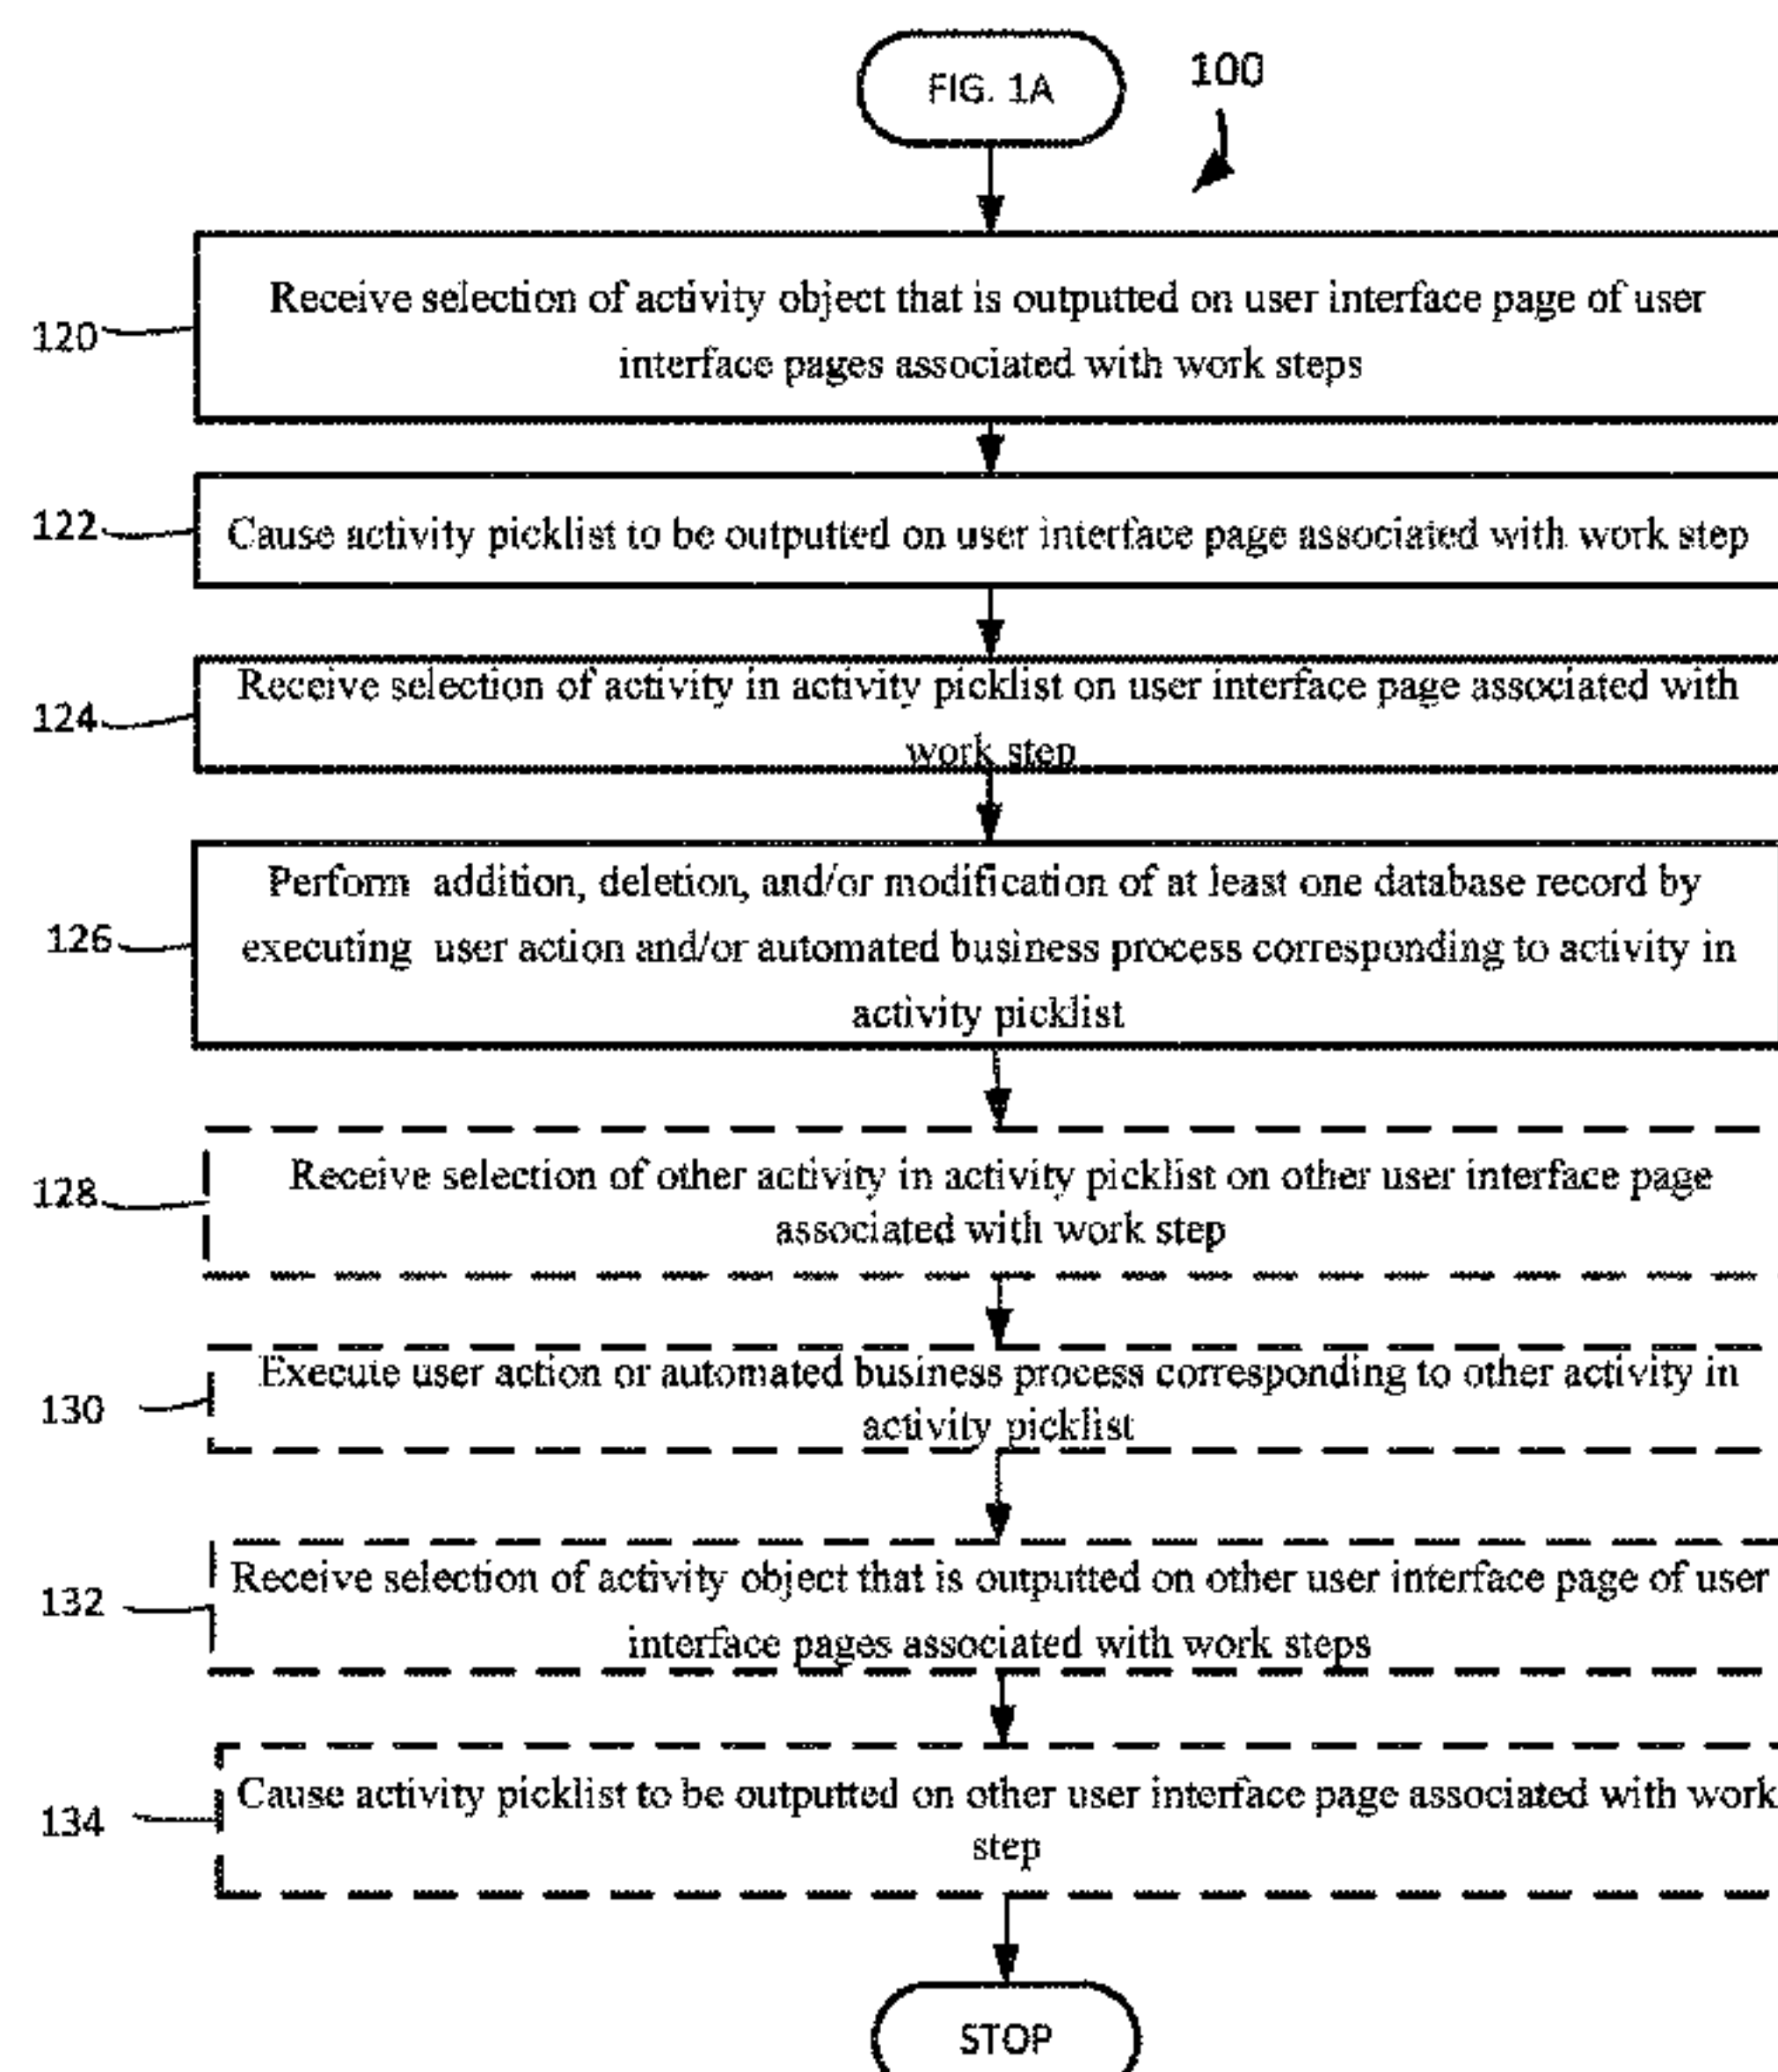 FIG. 1A
100
120
Receive selection of activity object that is outputted on user interface page of user
interface pages associated with work steps
122
Cause activity picklist to be outputted on user interface page associated with work step
124
Receive selection of activity in activity picklist on user interface page associated with
work step
126
Perform addition, deletion, and/or modification of at least one database record by
executing user action and/or automated business process corresponding to activity in
activity picklist
128
Receive selection of other activity in activity picklist on other user interface page
associated with work step
130
Execute user action or automated business process corresponding to other activity in
activity picklist
132
Receive selection of activity object that is outputted on other user interface page of user
interface pages associated with work steps
134
Cause activity picklist to be outputted on other user interface page associated with work
step
STOP